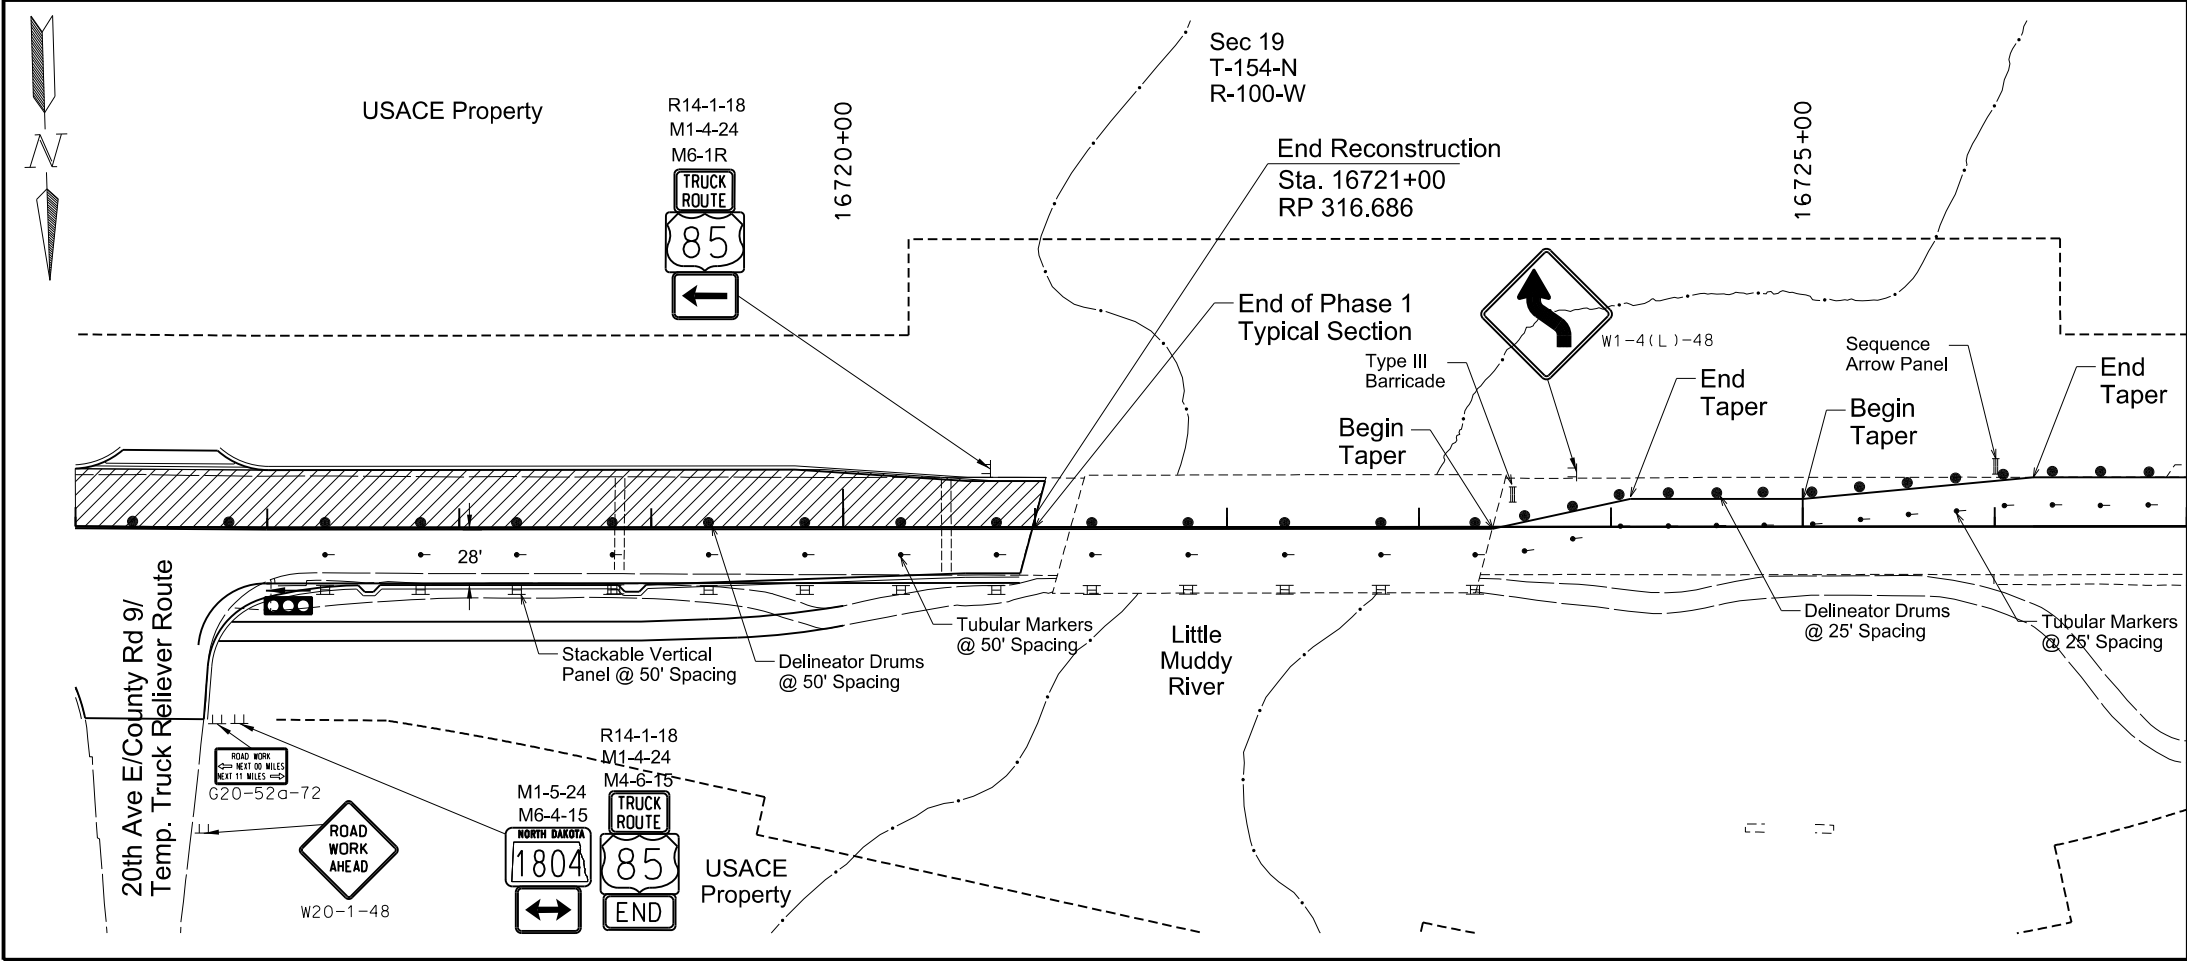 Sec 19
T-154-N
R-100-W
USACE Property
R14-1-18
M1-4-24
M6-1R
TRUCK
ROUTE
85
16720+00
16725+00
N
End Reconstruction
Sta. 16721+00
RP 316.686
End of Phase 1
Typical Section
W1-4(L)-48
Type III
Barricade
Sequence
Arrow Panel
End
Taper
End
Taper
Begin
Taper
Begin
Taper
28'
20th Ave E/County Rd 9/
Temp. Truck Reliever Route
Stackable Vertical
Panel @ 50' Spacing
Delineator Drums
@ 50' Spacing
Tubular Markers
@ 50' Spacing
Little
Muddy
River
Delineator Drums
@ 25' Spacing
Tubular Markers
@ 25' Spacing
ROAD WORK
NEXT 00 MILES
NEXT 11 MILES
G20-52a-72
ROAD
WORK
AHEAD
W20-1-48
M1-5-24
M6-4-15
NORTH DAKOTA
1804
R14-1-18
M1-4-24
M4-6-15
TRUCK
ROUTE
85
END
USACE
Property